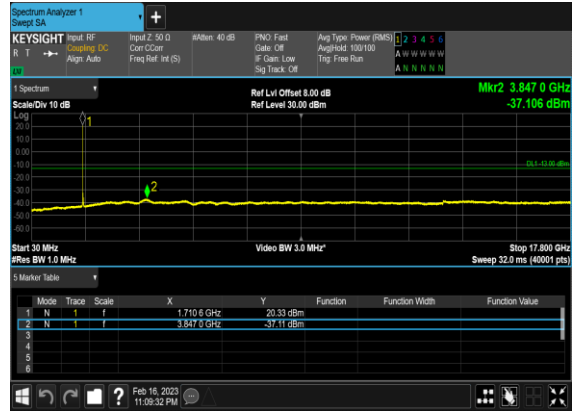 Spectrum Analyzer 1
Swept SA
+
KEYSIGHT Input: RF Input Z: 50 Ω #Atten: 40 dB PNO: Fast Avg Type: Power (RMS) 1 2 3 4 5 6
R T Coupling: DC Corr CCorr Gate: Off Avg|Hold: 100/100 A W W W W W
Align: Auto Freq Ref: Int (S) IF Gain: Low Trig: Free Run
Sig Track: Off A N N N N N
1 Spectrum Ref Lvl Offset 8.00 dB Mkr2 3.847 0 GHz
Scale/Div 10 dB Ref Level 30.00 dBm -37.106 dBm
Log
20.0
10.0
0.00
-10.0
-20.0
-30.0
-40.0
-50.0
-60.0
1
DL1 -13.00 dBm
2
Start 30 MHz Video BW 3.0 MHz* Stop 17.800 GHz
#Res BW 1.0 MHz Sweep 32.0 ms (40001 pts)
5 Marker Table
Mode Trace Scale X Y Function Function Width Function Value
1 N 1 f 1.710 6 GHz 20.33 dBm
2 N 1 f 3.847 0 GHz -37.11 dBm
3
4
5
6
? Feb 16, 2023
11:09:32 PM